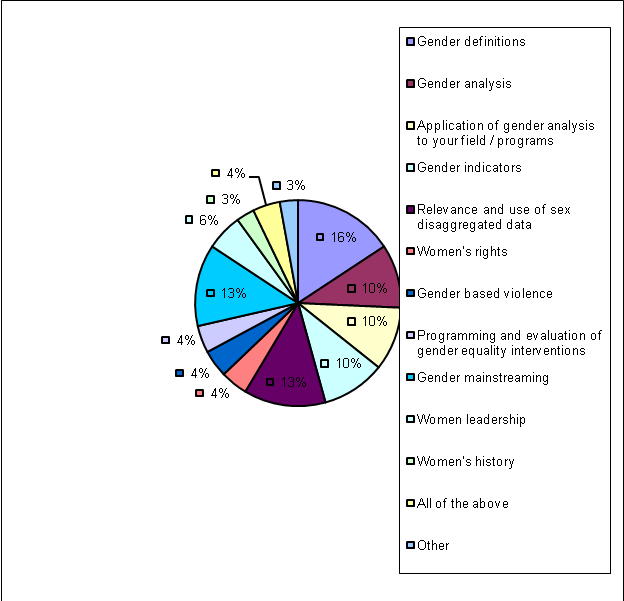 Gender definitions
Gender analysis
Application of gender analysis
to your field / programs
Gender indicators
Relevance and use of sex
disaggregated data
Women's rights
Gender based violence
Programming and evaluation of
gender equality interventions
Gender mainstreaming
Women leadership
Women's history
All of the above
Other
16%
10%
10%
10%
13%
4%
4%
4%
13%
6%
3%
4%
3%